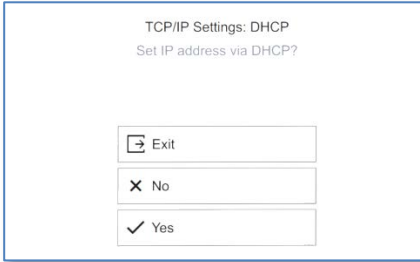 TCP/IP Settings: DHCP
Set IP address via DHCP?
Exit
No
Yes